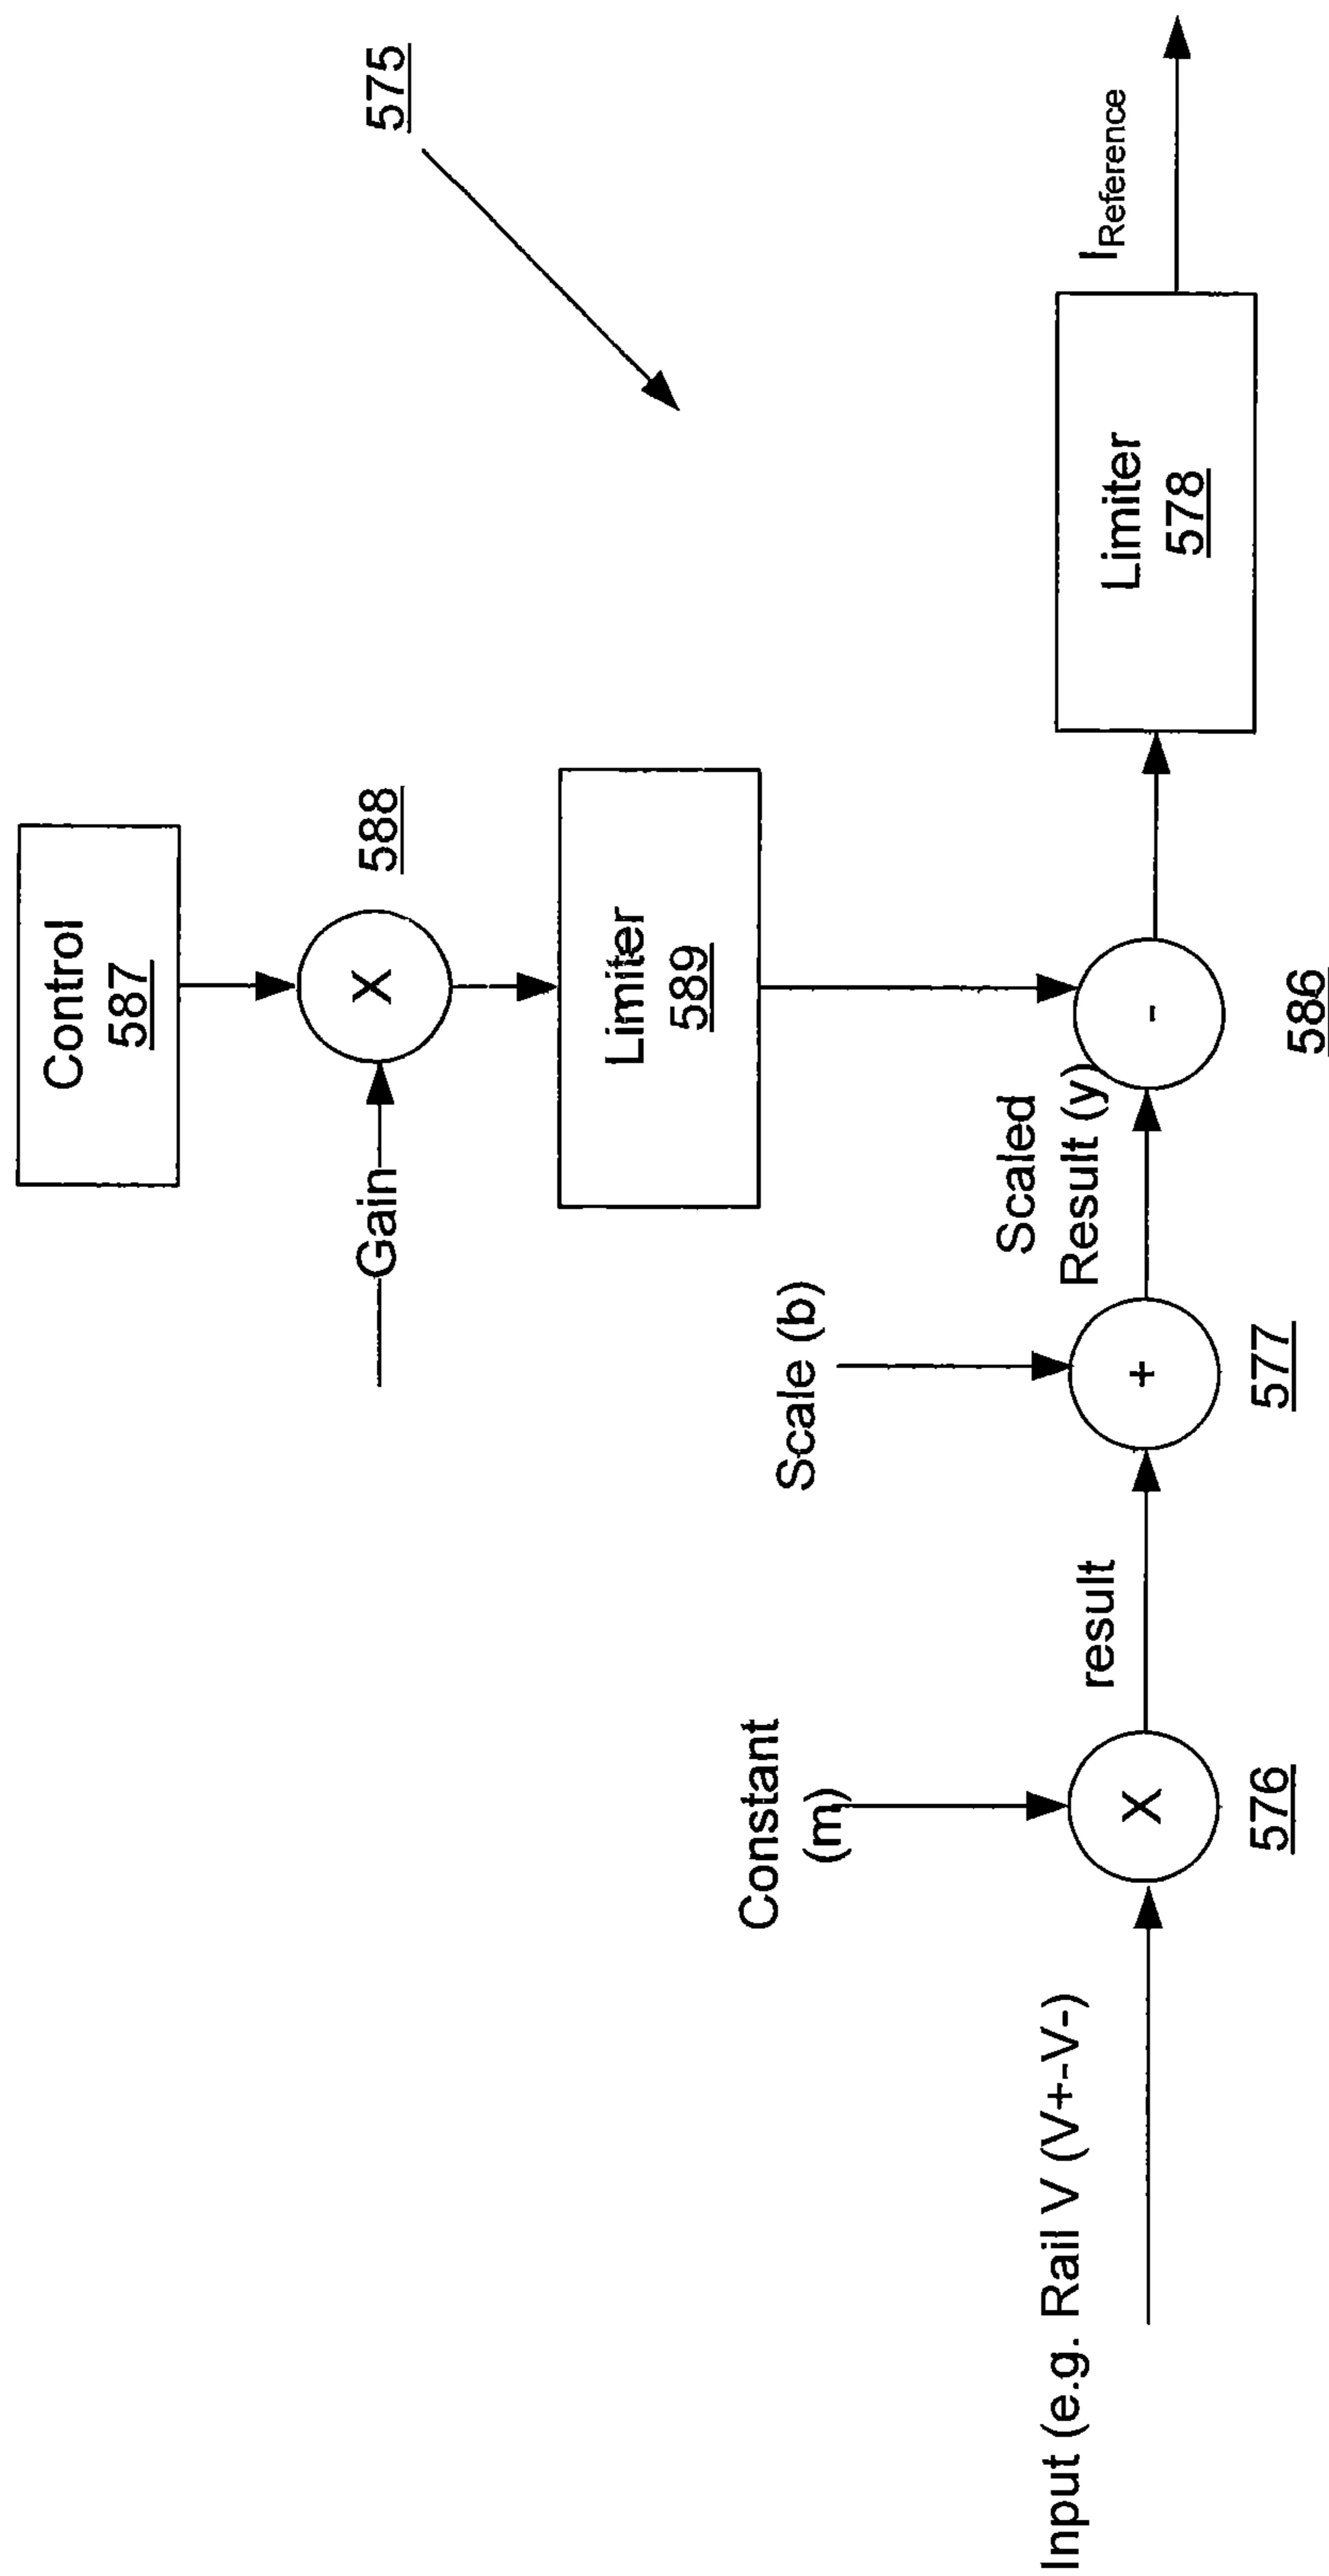 575
Control
587
588
X
Gain
Limiter
589
Scale (b)
Constant
(m)
Scaled
Result (y)
result
I Reference
Limiter
578
Input (e.g. Rail V (V+-V-)
X
+
-
576
577
586